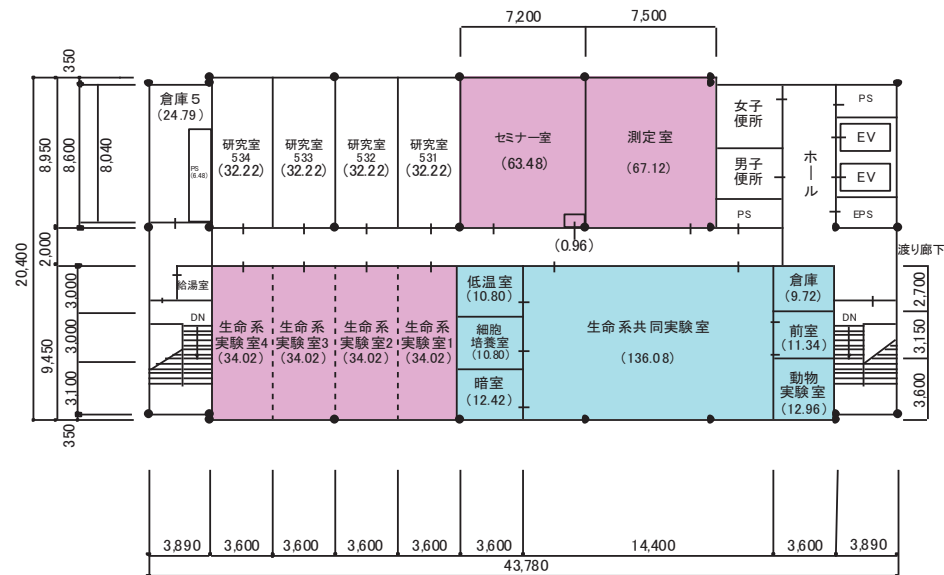 7,200
7,500
350
8,950
8,600
8,040
20,400
2,000
9,450
3,000
3,000
3,100
350
倉庫5
(24.79)
PS
(6.48)
研究室
534
(32.22)
研究室
533
(32.22)
研究室
532
(32.22)
研究室
531
(32.22)
セミナー室
(63.48)
測定室
(67.12)
女子
便所
男子
便所
PS
ホール
PS
EV
EV
EPS
(0.96)
渡り廊下
給湯室
DN
生命系
実験室4
(34.02)
生命系
実験室3
(34.02)
生命系
実験室2
(34.02)
生命系
実験室1
(34.02)
低温室
(10.80)
細胞
培養室
(10.80)
暗室
(12.42)
生命系共同実験室
(136.08)
倉庫
(9.72)
前室
(11.34)
動物
実験室
(12.96)
DN
2,700
3,150
3,600
3,890
3,600
3,600
3,600
3,600
3,600
14,400
3,600
3,890
43,780